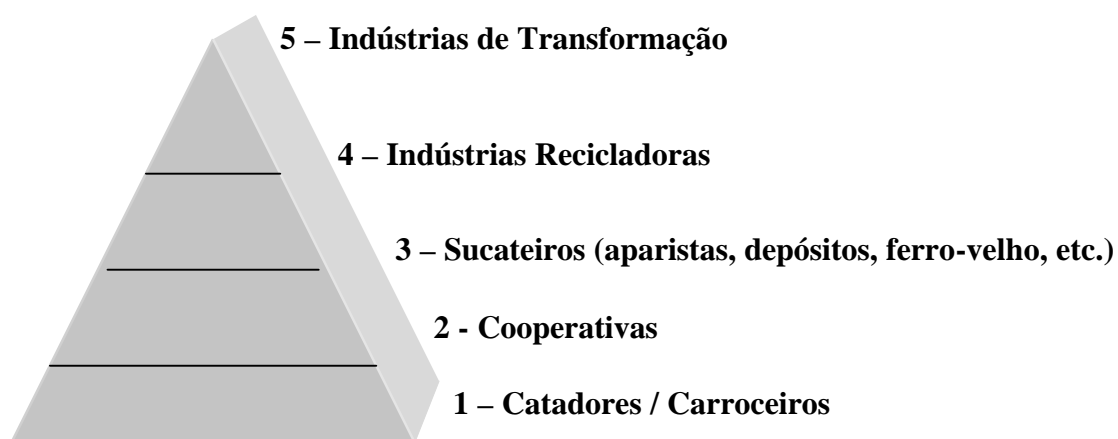 5 – Indústrias de Transformação
4 – Indústrias Recicladoras
3 – Sucateiros (aparistas, depósitos, ferro-velho, etc.)
2 - Cooperativas
1 – Catadores / Carroceiros